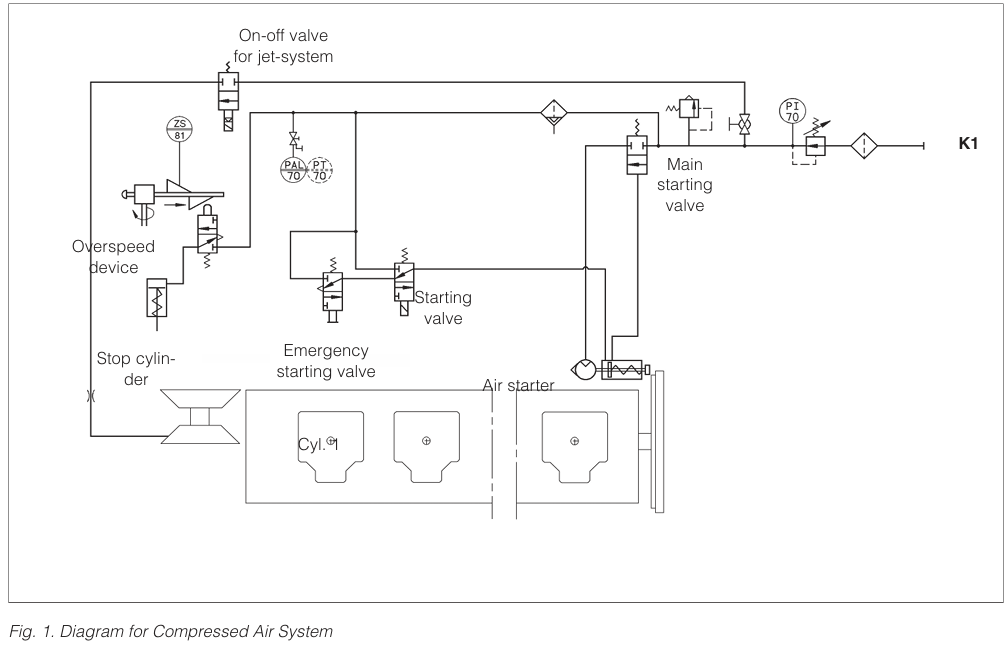 On-off valve
for jet-system
ZS
81
PAL
70
PT
70
PI
70
K1
Main
starting
valve
Overspeed
device
Starting
valve
Stop cylin-
der
Emergency
starting valve
Air starter
Cyl. 1
Fig. 1. Diagram for Compressed Air System